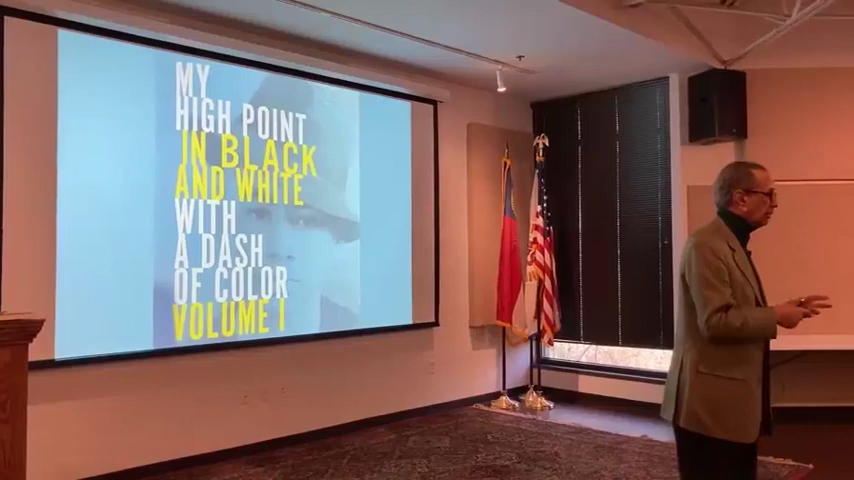 MY
HIGH POINT
IN BLACK
AND WHITE
WITH
A DASH
OF COLOR
VOLUME I